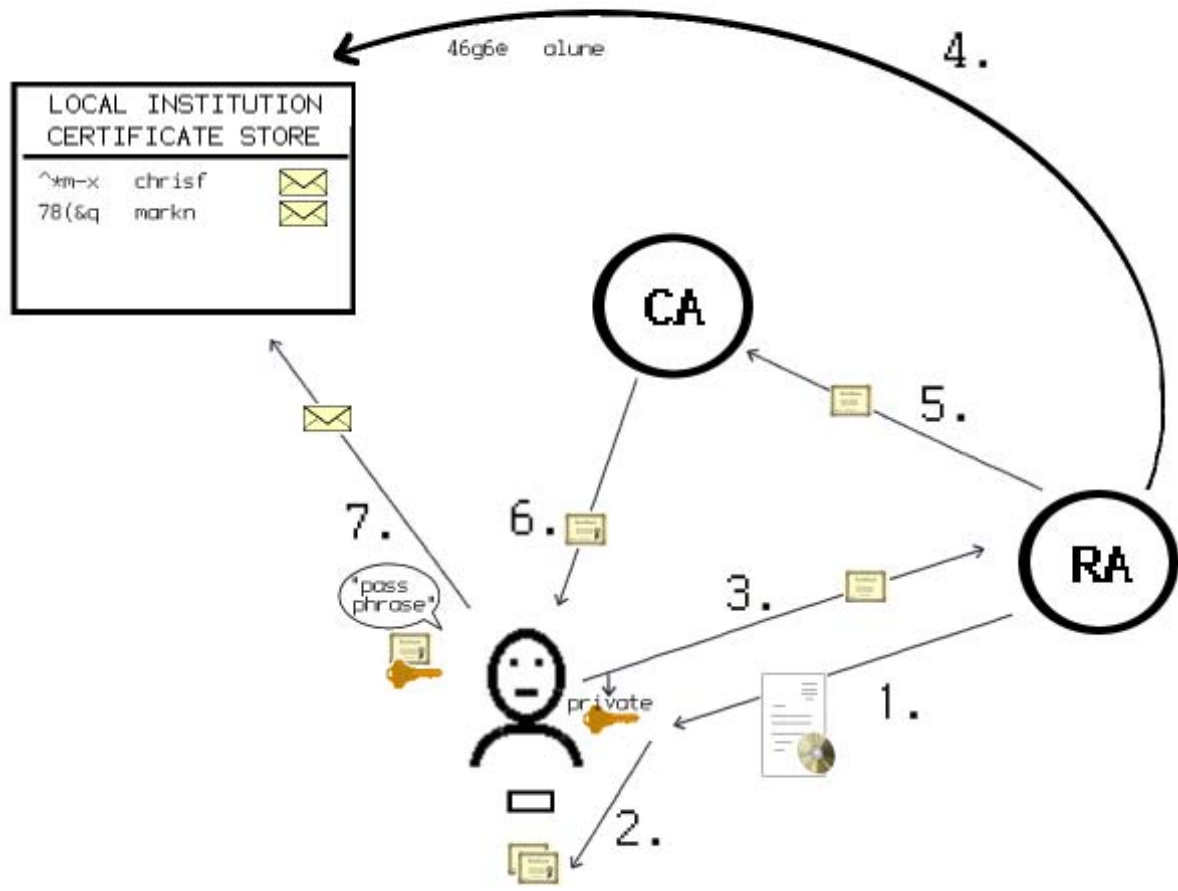 46g6e alune
4.
LOCAL INSTITUTION
CERTIFICATE STORE
^*m-x chrisf
78(&q markn
CA
5.
7.
6.
RA
"pass
phrase"
3.
private
1.
2.